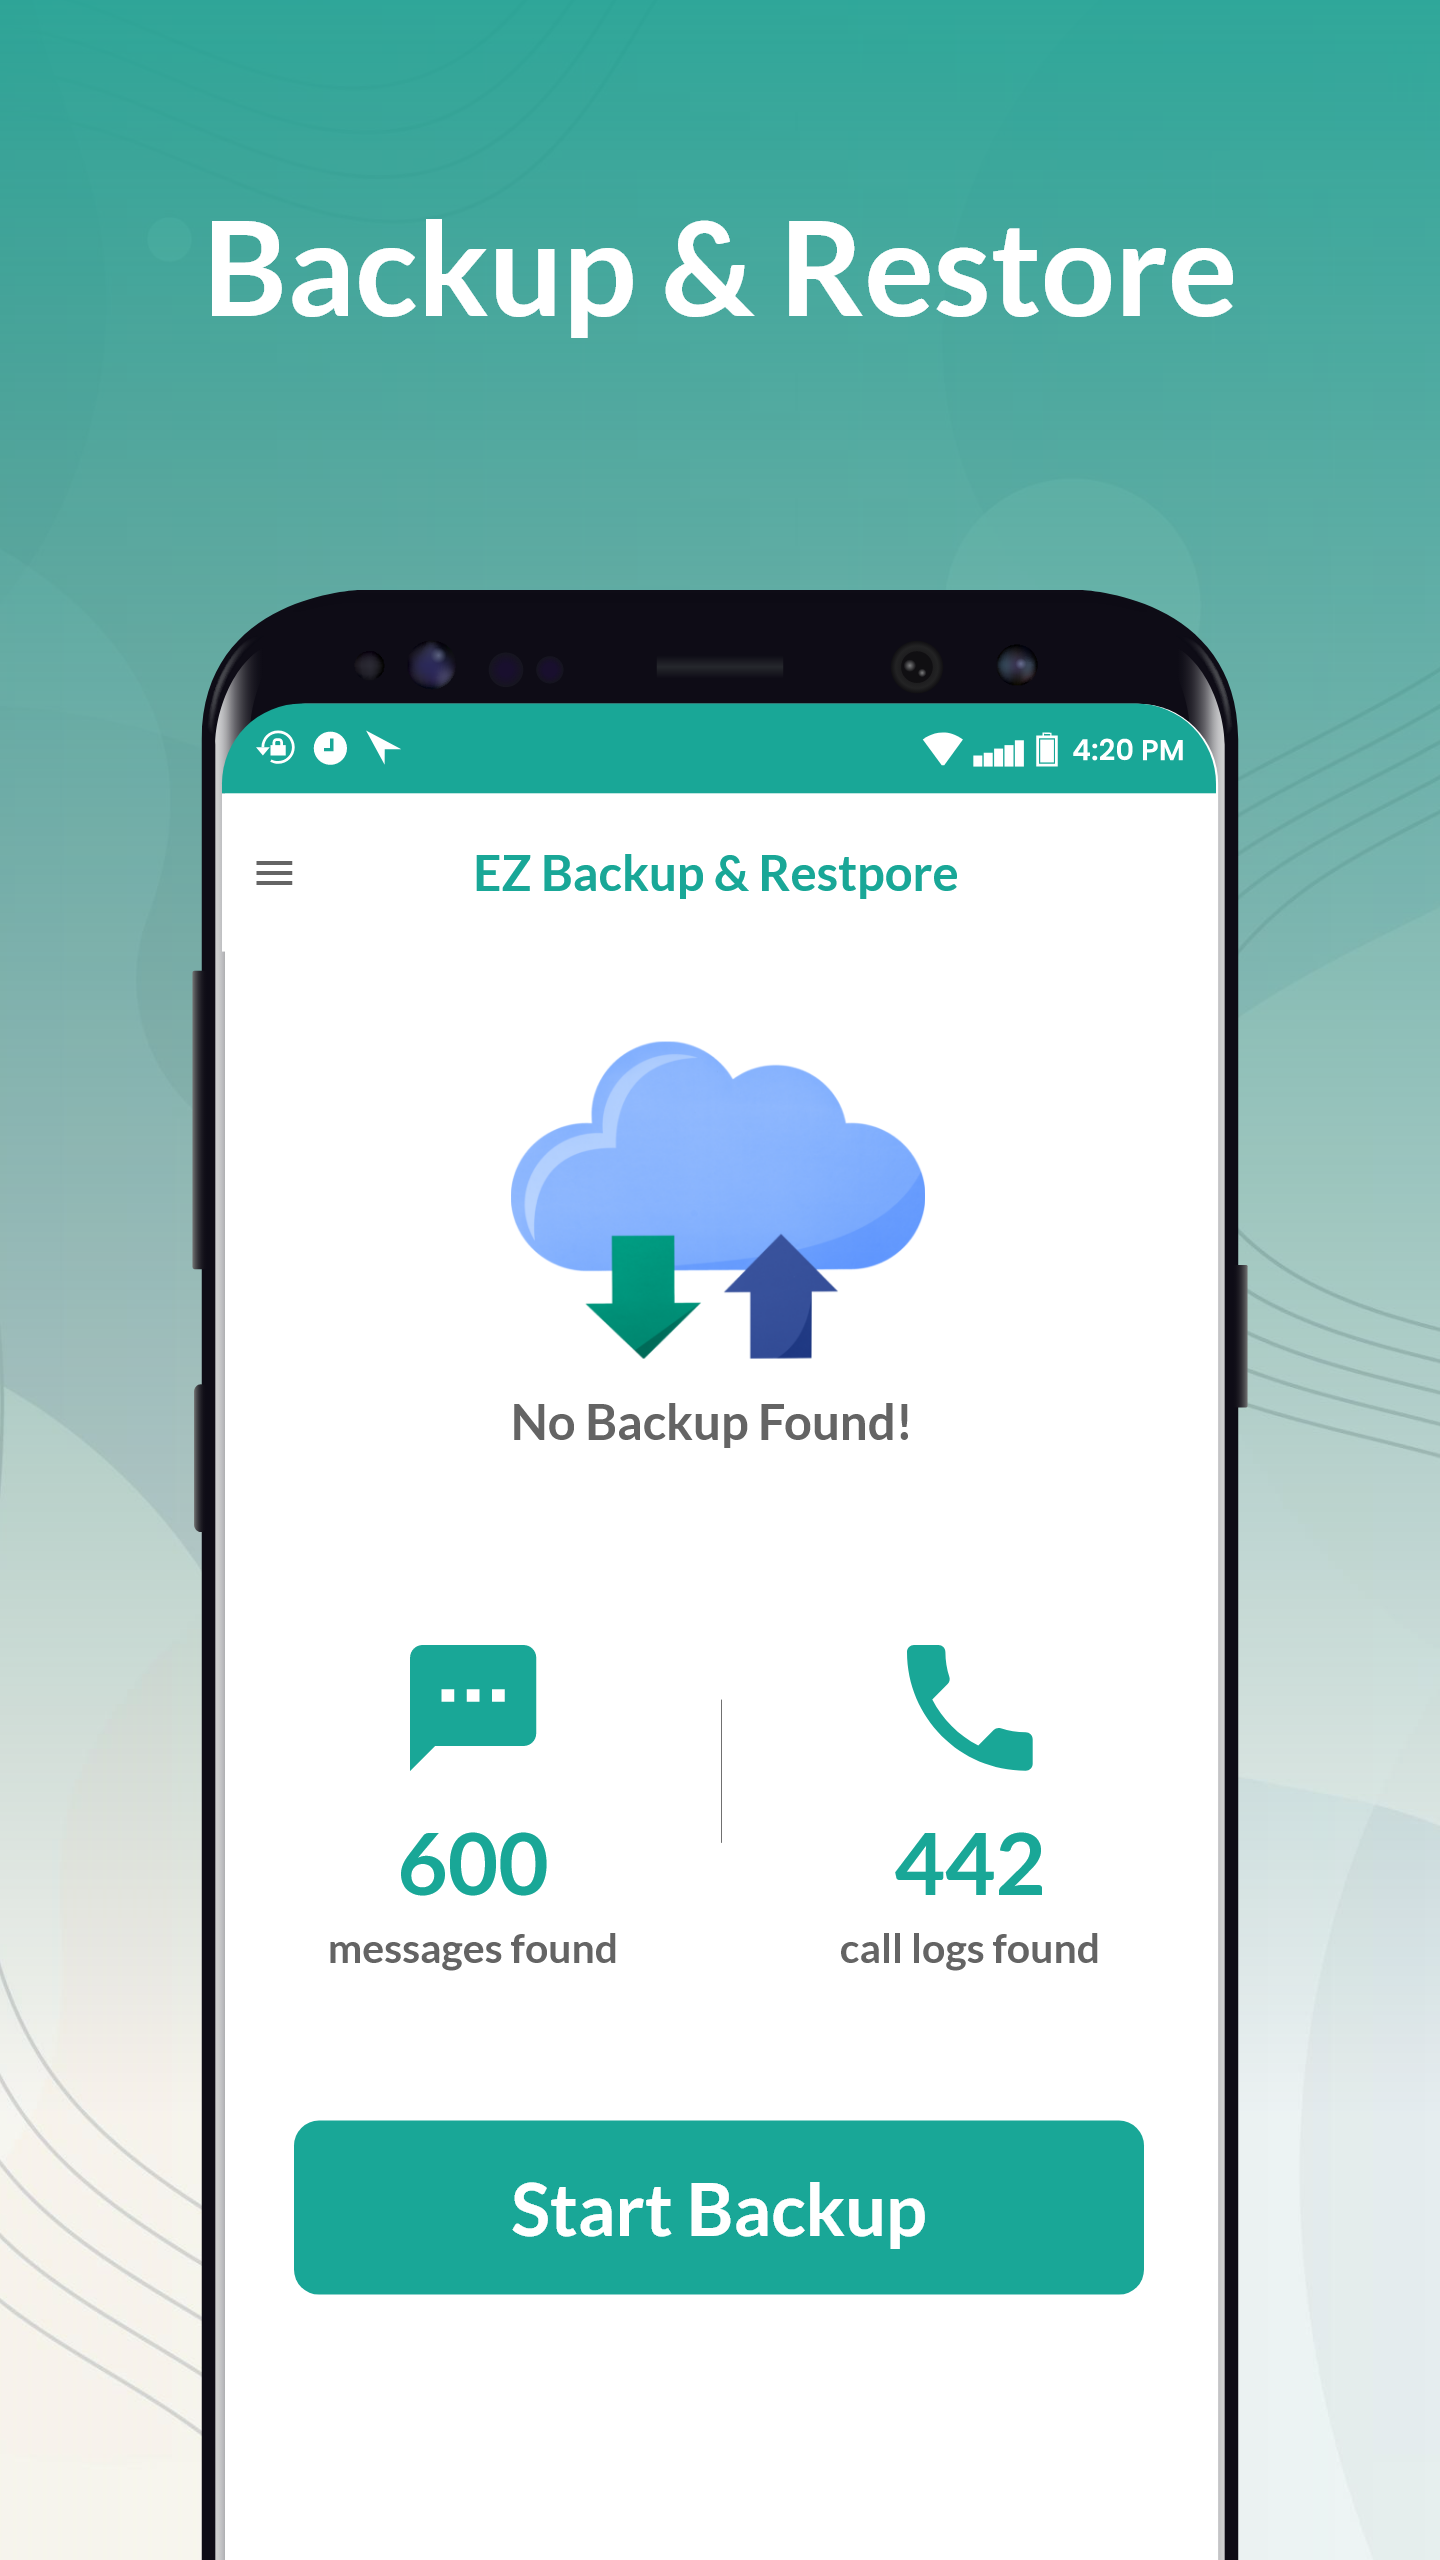 Backup & Restore
4:20 PM
EZ Backup & Restpore
No Backup Found!
600
442
messages found
call logs found
Start Backup